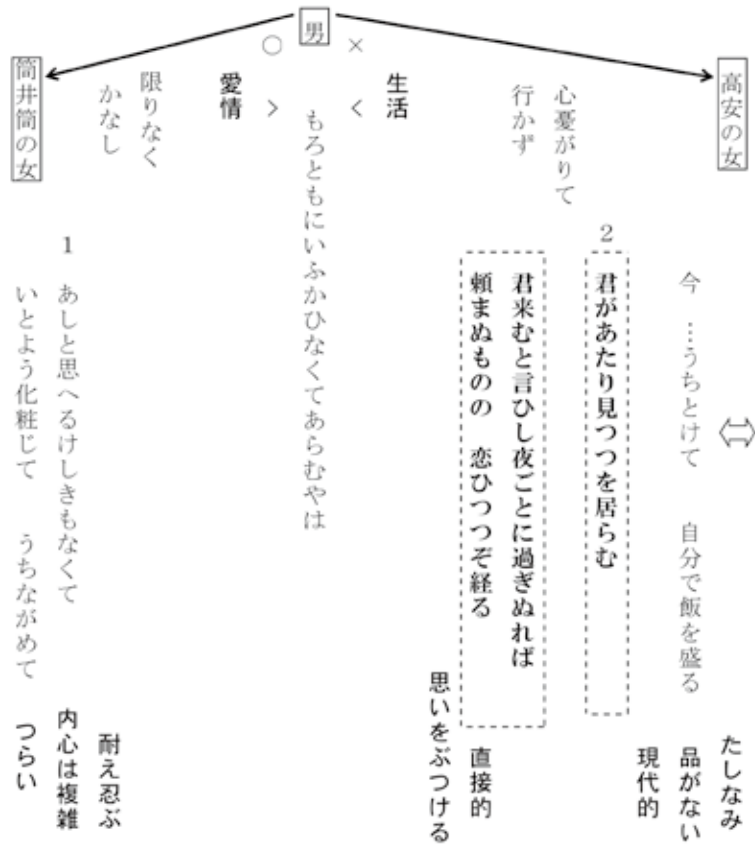 高安の女
⇔
たしなみ
今 …うちとけて 自分で飯を盛る
品がない
現代的
2 君があたり見つつを居らむ
心憂がりて
行かず
君来むと言ひし夜ごとに過ぎぬれば
頼まぬものの 恋ひつつぞ経る
直接的
思いをぶつける
生活
×
<
男
もろともにいふかひなくてあらむやは
○
>
愛情
限りなく
かなし
筒井筒の女
1 あしと思へるけしきもなくて
いとよう化粧じて うちながめて
耐え忍ぶ
内心は複雑
つらい